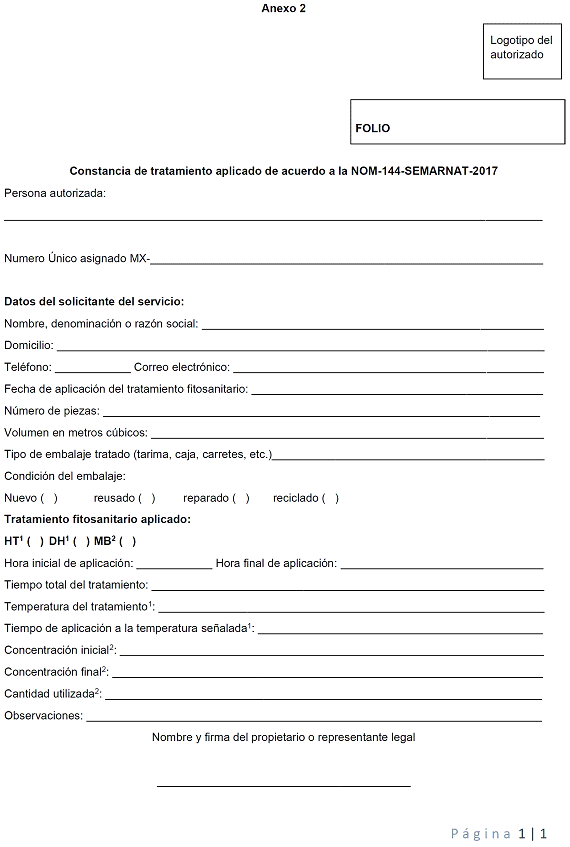 Anexo 2
Logotipo del
autorizado
FOLIO
Constancia de tratamiento aplicado de acuerdo a la NOM-144-SEMARNAT-2017
Persona autorizada:
Numero Único asignado MX-
Datos del solicitante del servicio:
Nombre, denominación o razón social:
Domicilio:
Teléfono: Correo electrónico:
Fecha de aplicación del tratamiento fitosanitario:
Número de piezas:
Volumen en metros cúbicos:
Tipo de embalaje tratado (tarima, caja, carretes, etc.)
Condición del embalaje:
Nuevo ( ) reusado ( ) reparado ( ) reciclado ( )
Tratamiento fitosanitario aplicado:
HT¹ ( ) DH¹ ( ) MB² ( )
Hora inicial de aplicación: Hora final de aplicación:
Tiempo total del tratamiento:
Temperatura del tratamiento¹:
Tiempo de aplicación a la temperatura señalada¹:
Concentración inicial²:
Concentración final²:
Cantidad utilizada²:
Observaciones:
Nombre y firma del propietario o representante legal
Página 1 | 1